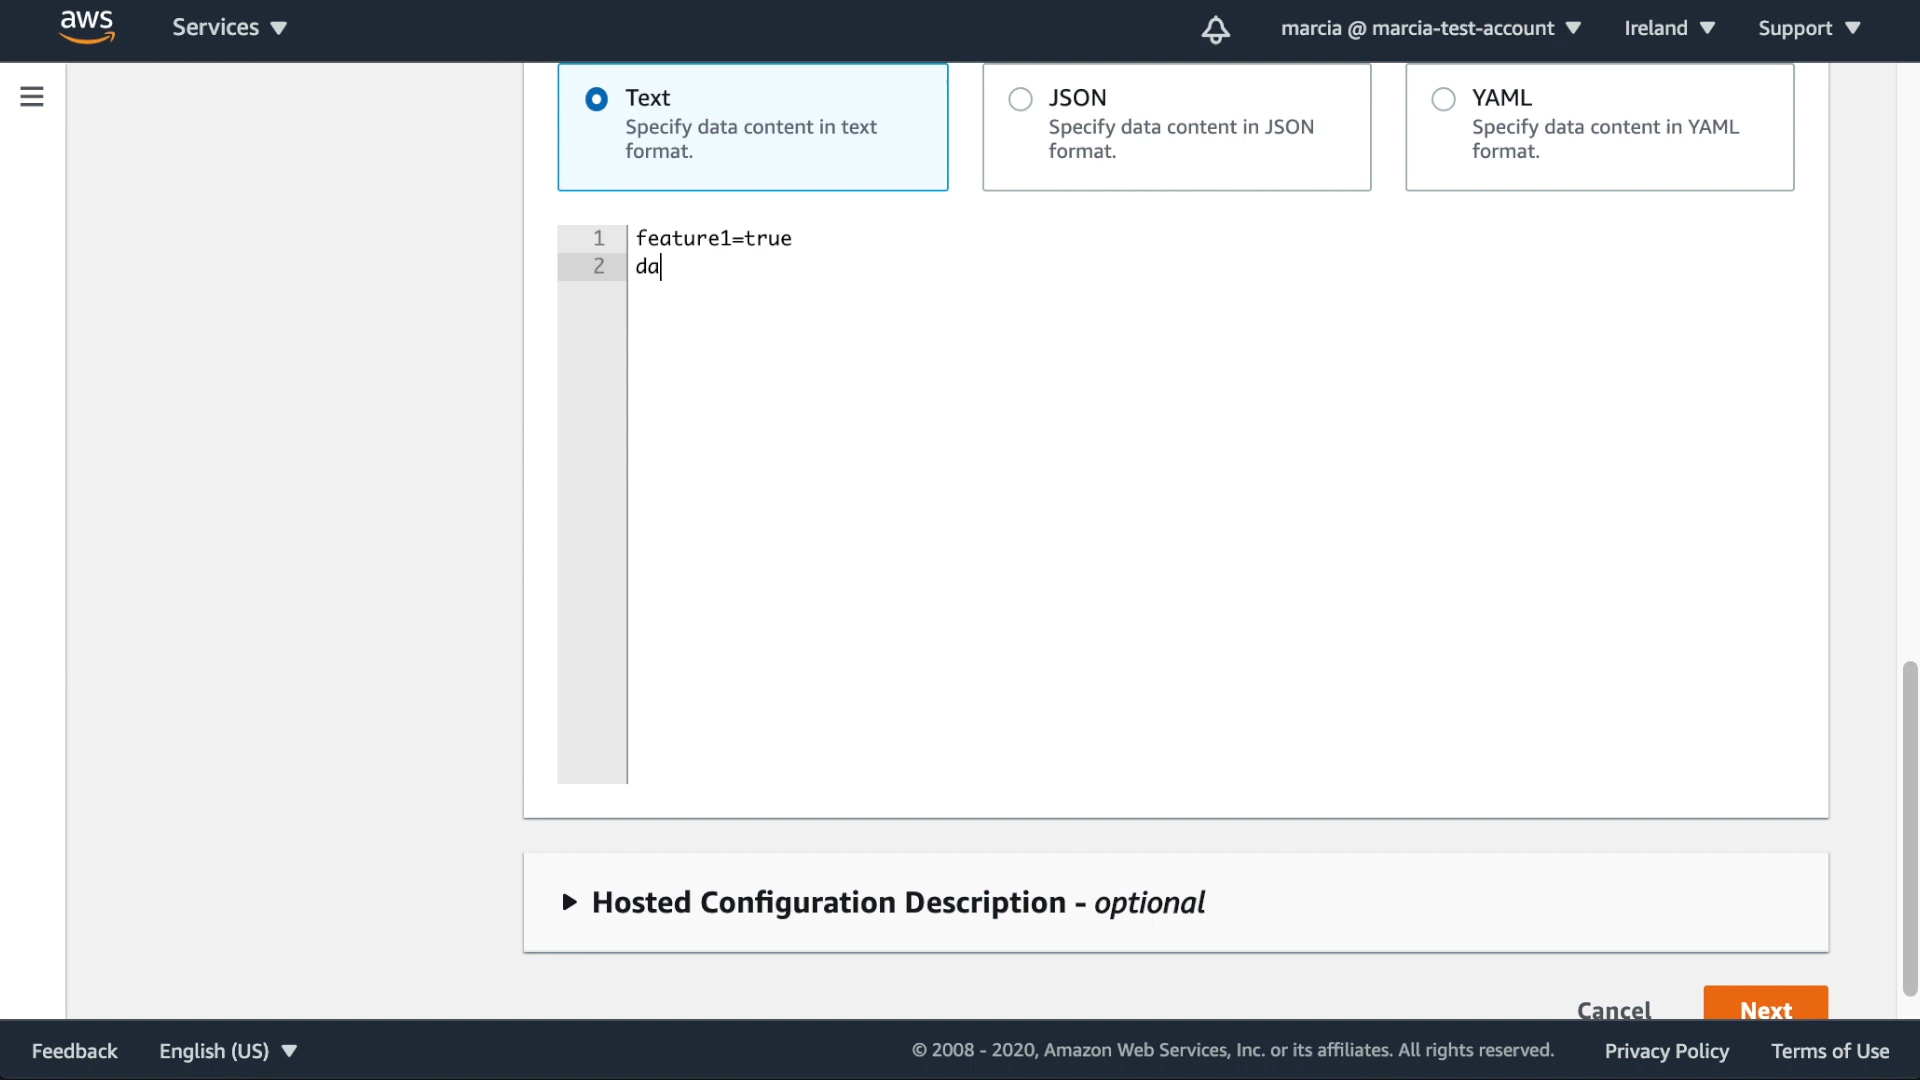 aws
Services
marcia @ marcia-test-account
Ireland
Support
Text
Specify data content in text
format.
JSON
Specify data content in JSON
format.
YAML
Specify data content in YAML
format.
1 feature1=true
2 da
Hosted Configuration Description - optional
Cancel
Next
Feedback
English (US)
© 2008 - 2020, Amazon Web Services, Inc. or its affiliates. All rights reserved.
Privacy Policy
Terms of Use